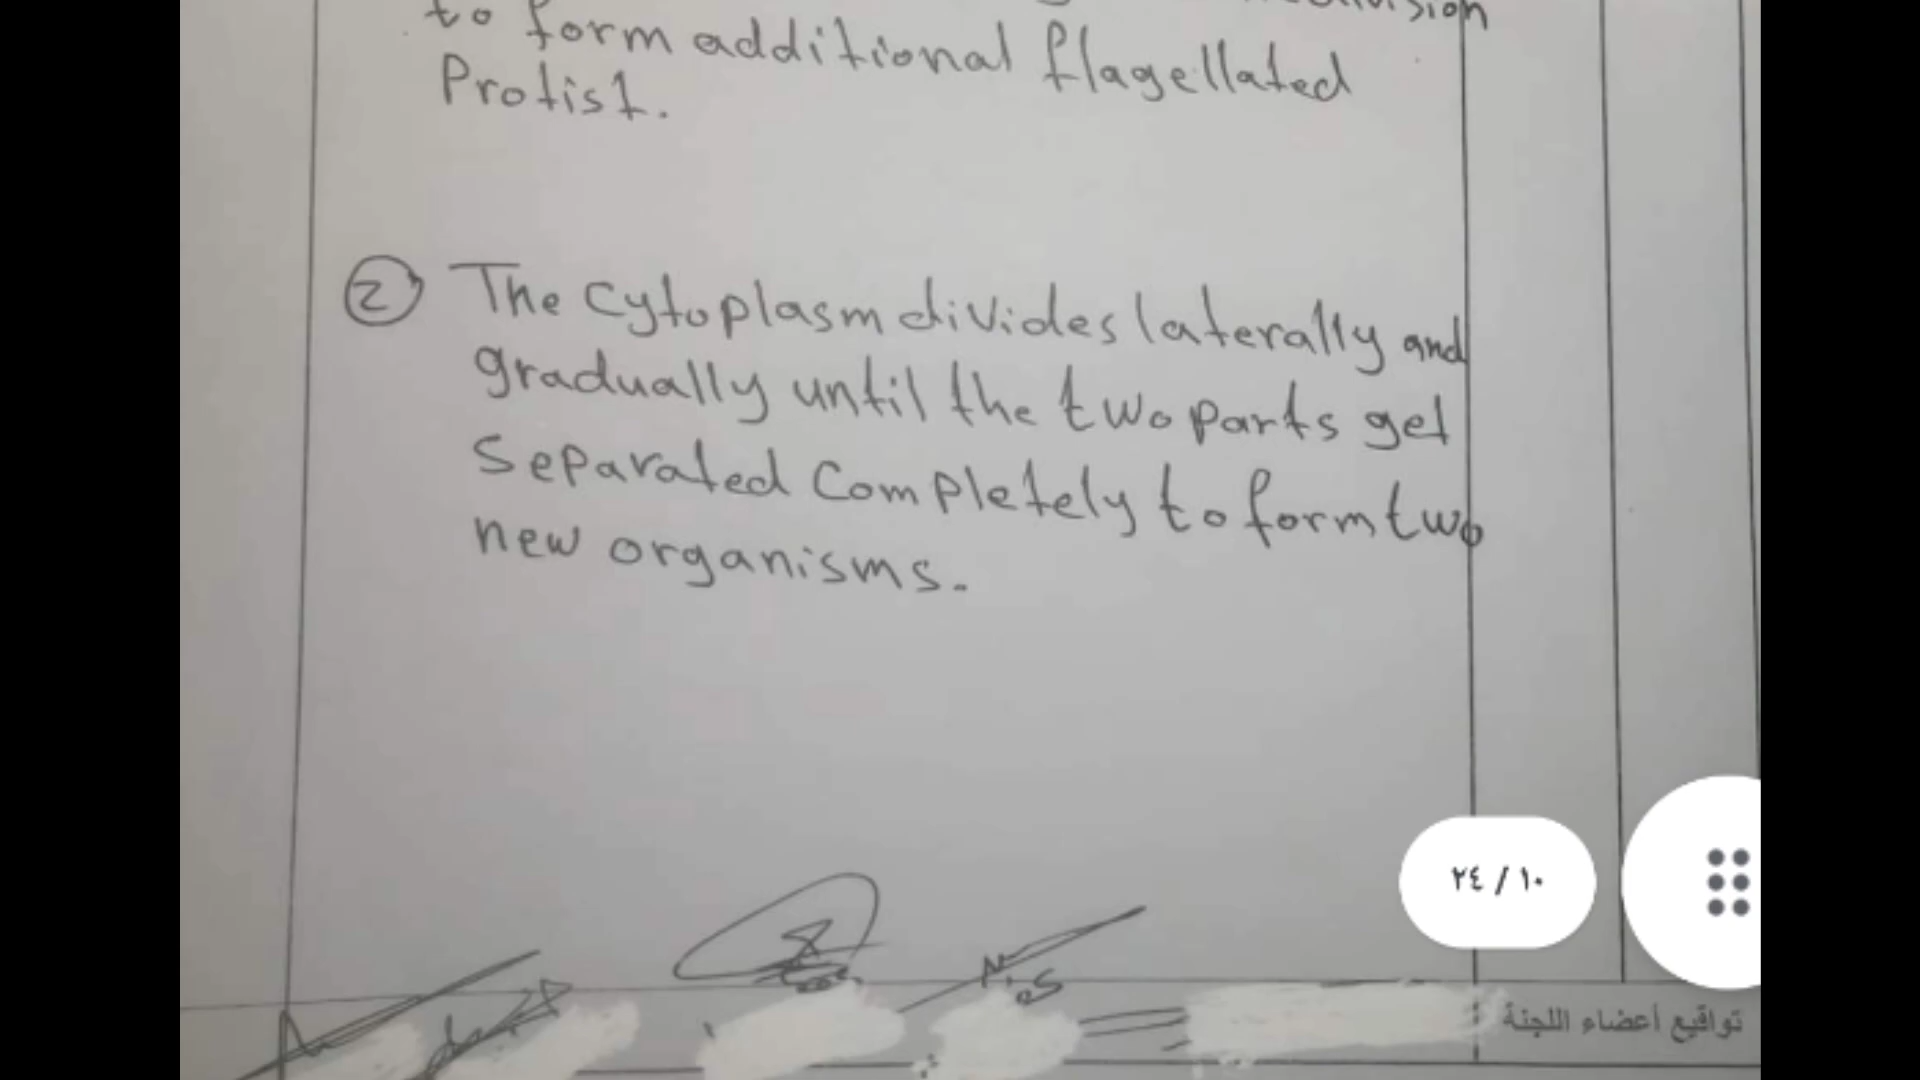 to form additional flagellated
Protist.
② The Cytoplasm divides laterally and
gradually until the two parts get
Separated Completely to form two
new organisms.
٢٤ / ١٠
تواقيع أعضاء اللجنة :